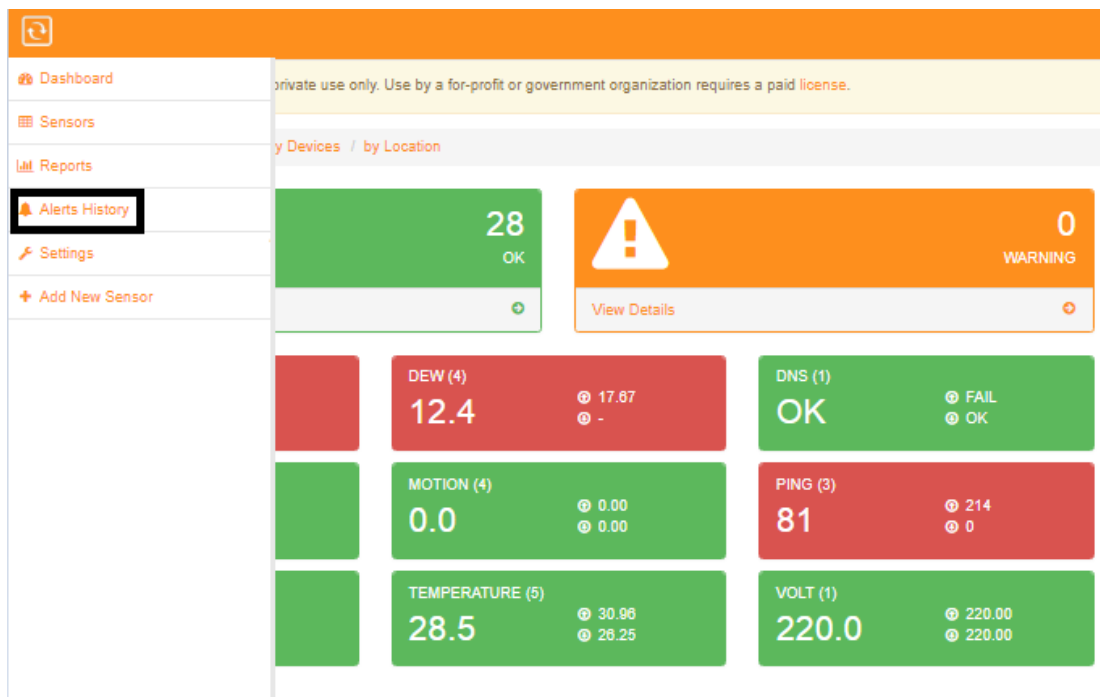 Dashboard
Sensors
Reports
Alerts History
Settings
Add New Sensor
private use only. Use by a for-profit or government organization requires a paid license.
y Devices / by Location
28
OK
0
WARNING
View Details
DEW (4)
12.4
17.67
-
DNS (1)
OK
FAIL
OK
MOTION (4)
0.0
0.00
0.00
PING (3)
81
214
0
TEMPERATURE (5)
28.5
30.96
26.25
VOLT (1)
220.0
220.00
220.00